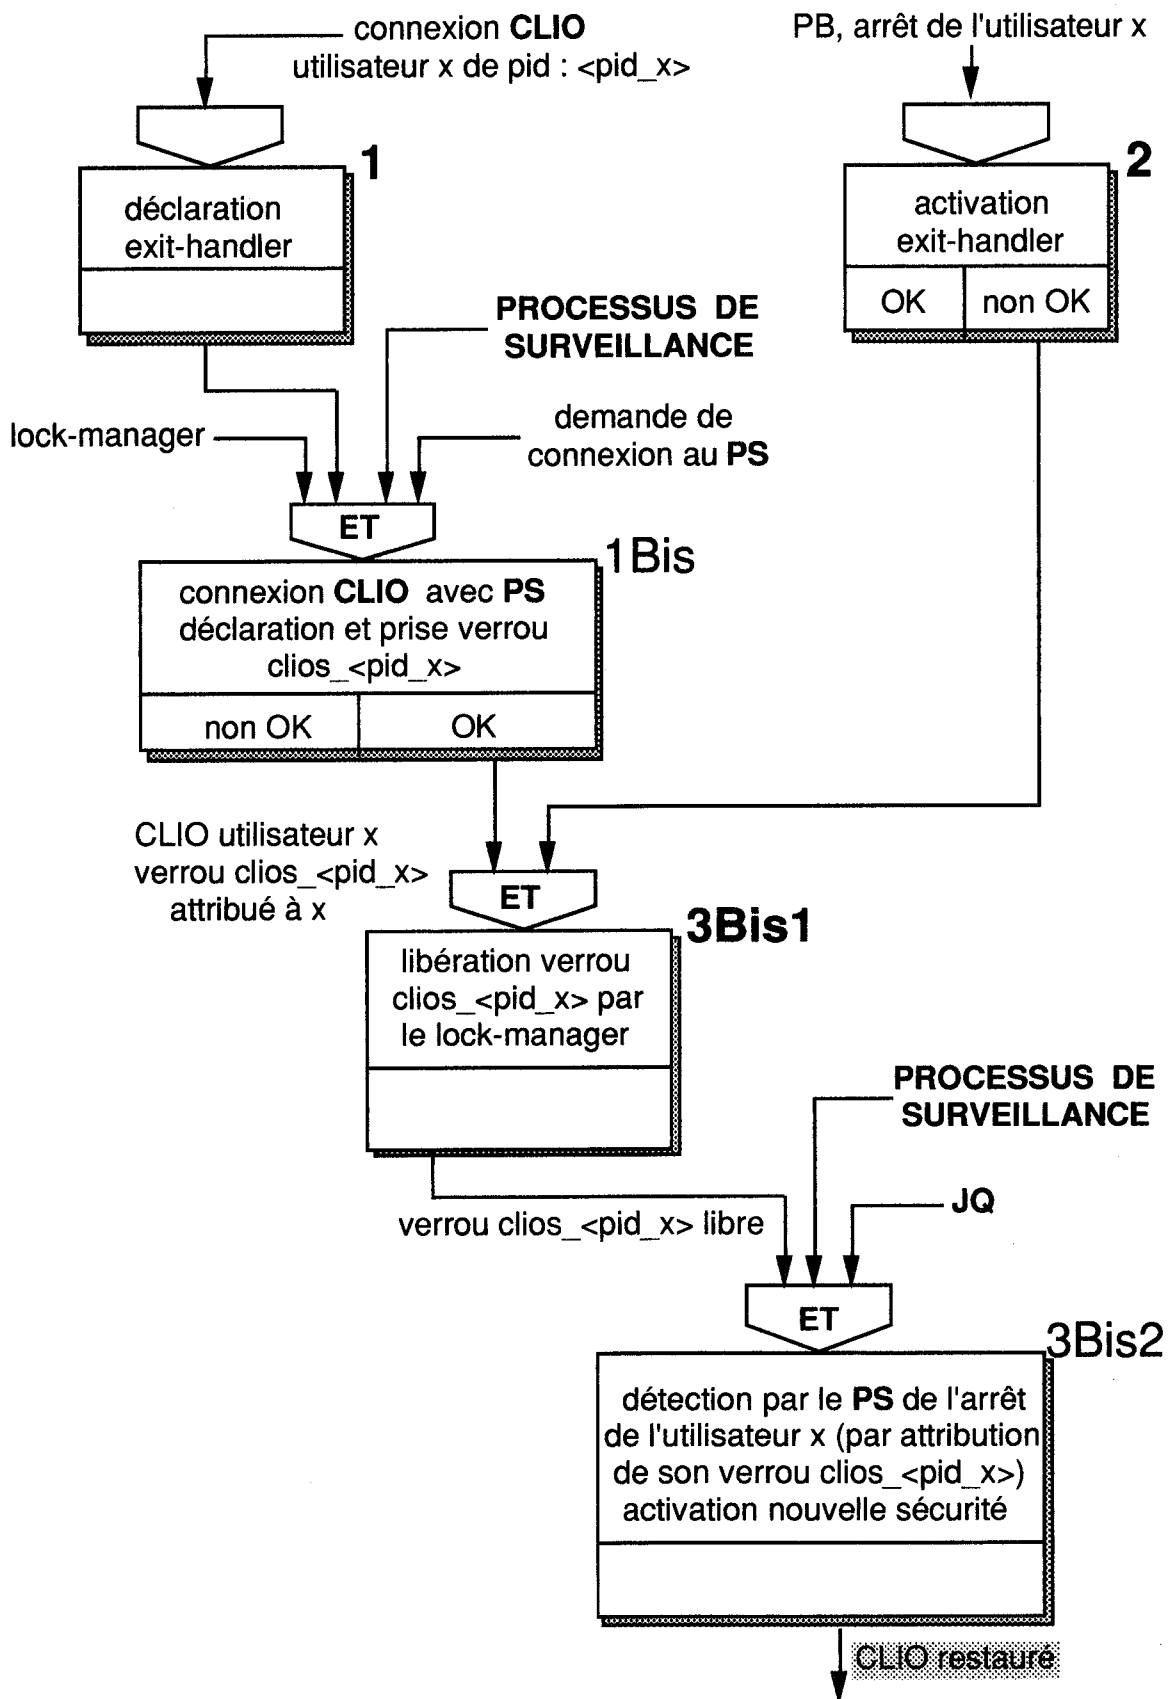 connexion CLIO
utilisateur x de pid : <pid_x>
PB, arrêt de l'utilisateur x
1
déclaration
exit-handler
2
activation
exit-handler
OK
non OK
PROCESSUS DE
SURVEILLANCE
lock-manager
demande de
connexion au PS
ET
1Bis
connexion CLIO avec PS
déclaration et prise verrou
clios_<pid_x>
non OK
OK
CLIO utilisateur x
verrou clios_<pid_x>
attribué à x
ET
3Bis1
libération verrou
clios_<pid_x> par
le lock-manager
PROCESSUS DE
SURVEILLANCE
JQ
verrou clios_<pid_x> libre
ET
3Bis2
détection par le PS de l'arrêt
de l'utilisateur x (par attribution
de son verrou clios_<pid_x>)
activation nouvelle sécurité
CLIO restauré